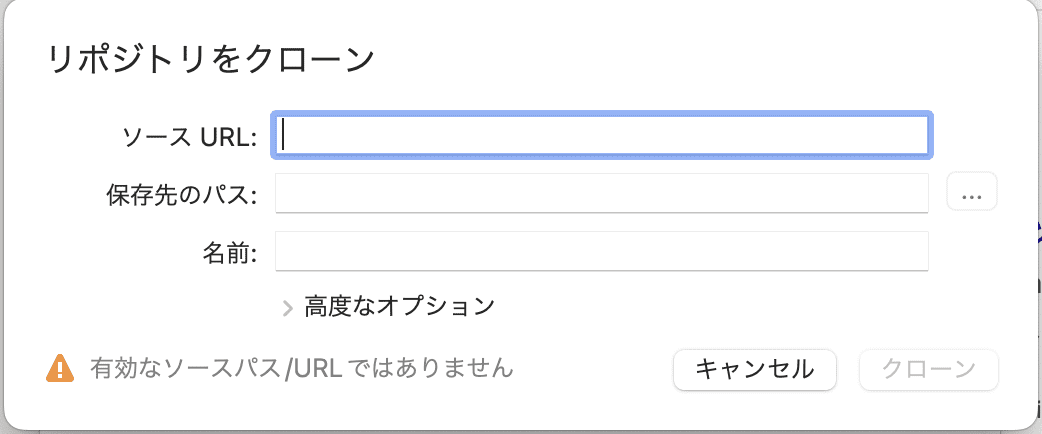 リポジトリをクローン
ソース URL:
保存先のパス:
...
名前:
高度なオプション
有効なソースパス/URL ではありません
キャンセル
クローン